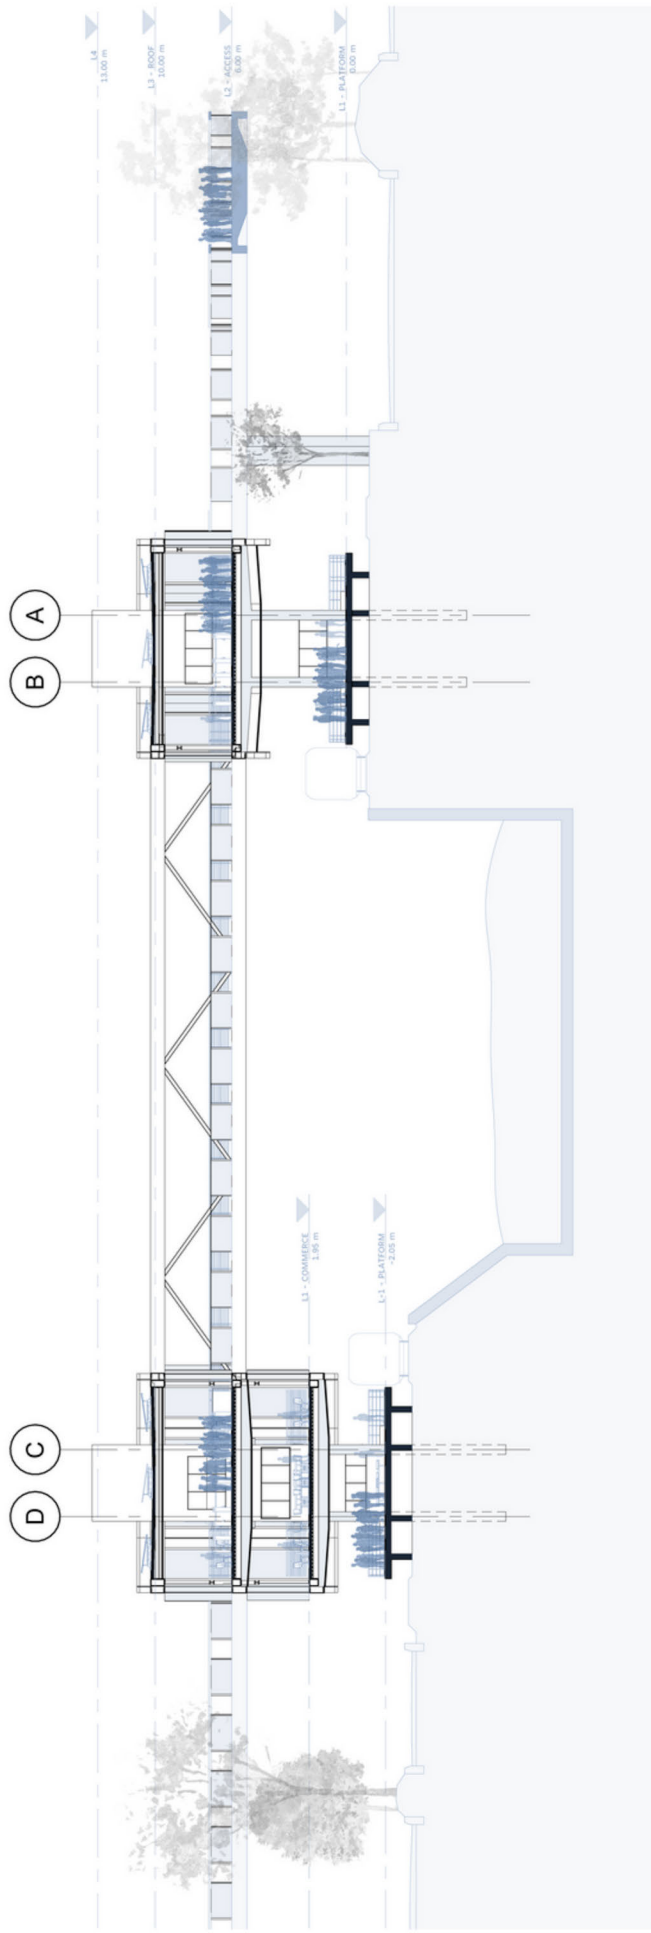 D
C
B
A
L4
13.00 m
L3 - ROOF
10.00 m
L2 - ACCESS
6.00 m
L1 - PLATFORM
0.00 m
L1 - COMMERCE
1.95 m
L-1 - PLATFORM
-2.05 m